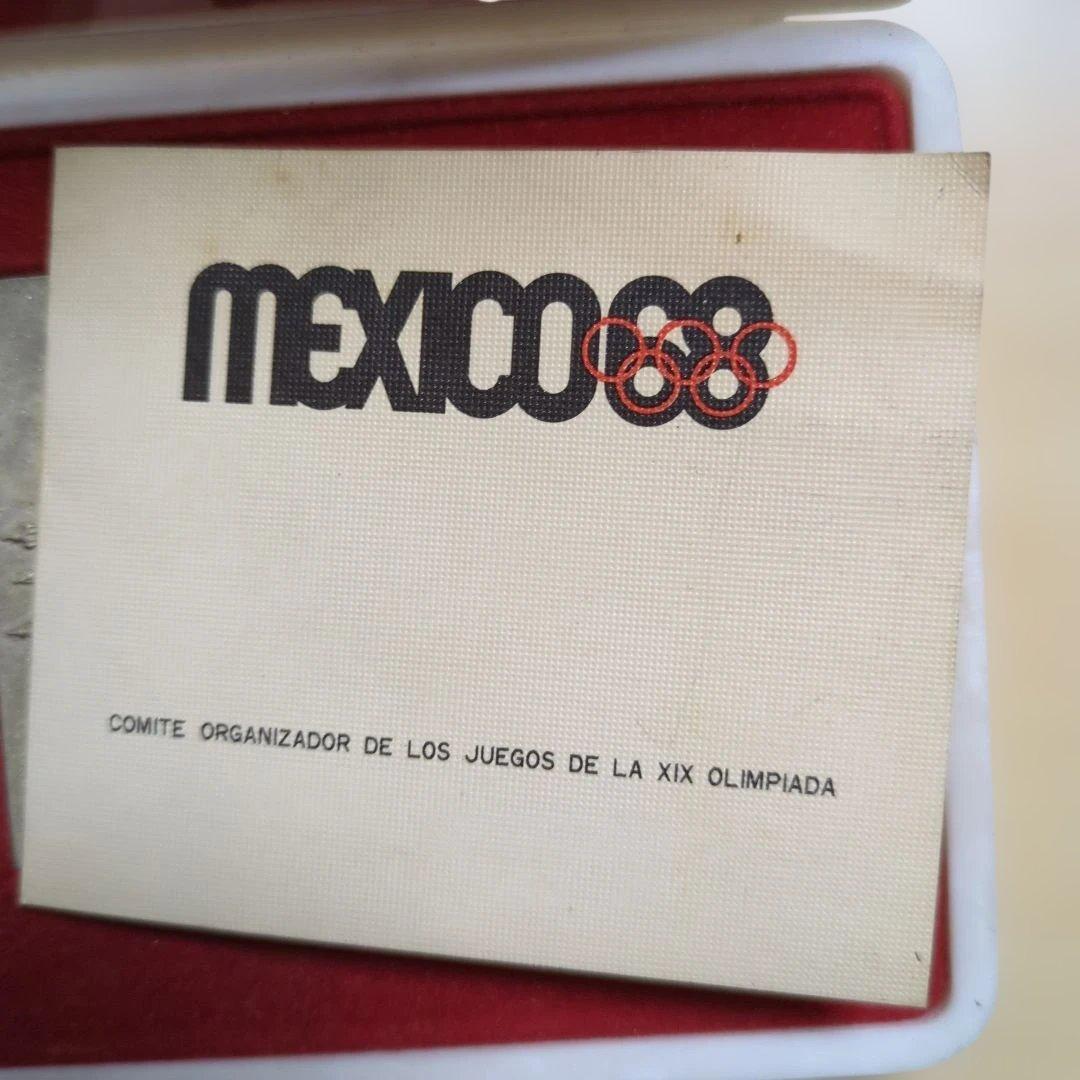 MEXICO68
COMITE ORGANIZADOR DE LOS JUEGOS DE LA XIX OLIMPIADA